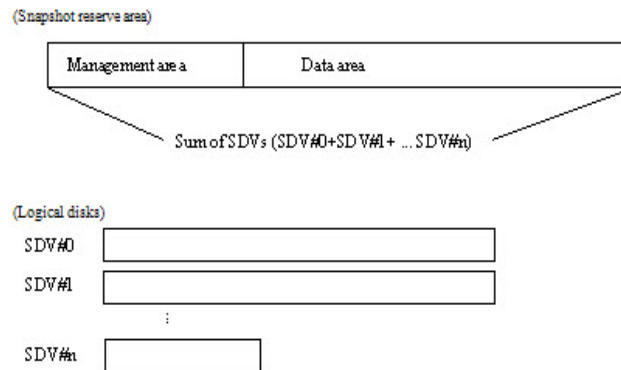 (Snapshot reserve area)
Management area
Data area
Sum of SDVs (SDV#0+SDV#1+ ... SDV#n)
(Logical disks)
SDV#0
SDV#1
⋮
SDV#n